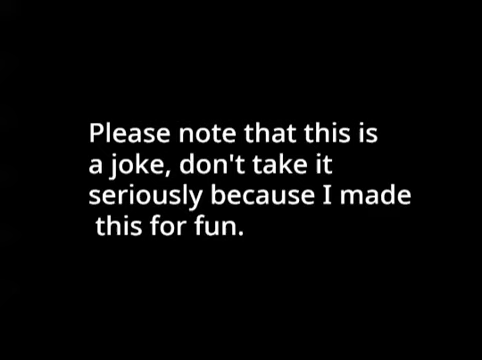 Please note that this is
a joke, don't take it
seriously because I made
this for fun.